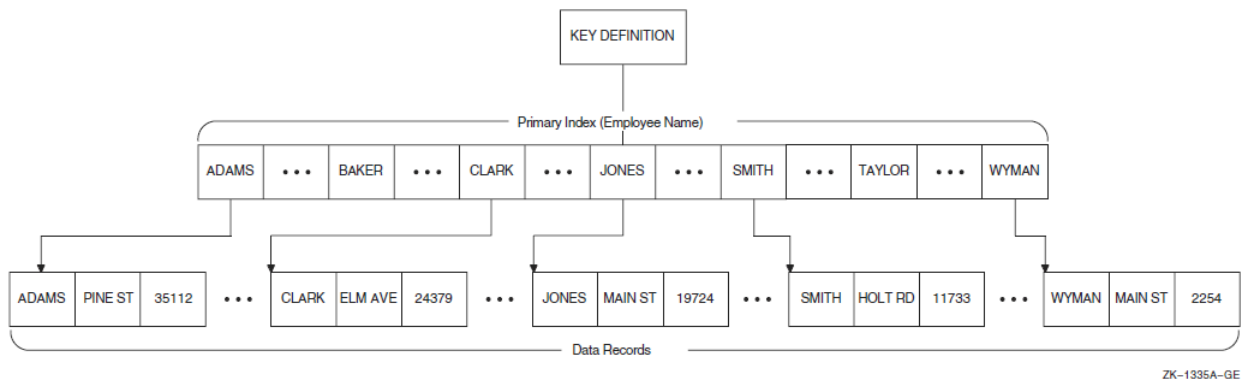 KEY DEFINITION
Primary Index (Employee Name)
ADAMS ••• BAKER ••• CLARK ••• JONES ••• SMITH ••• TAYLOR ••• WYMAN
ADAMS PINE ST 35112 ••• CLARK ELM AVE 24379 ••• JONES MAIN ST 19724 ••• SMITH HOLT RD 11733 ••• WYMAN MAIN ST 2254
Data Records
ZK-1335A-GE